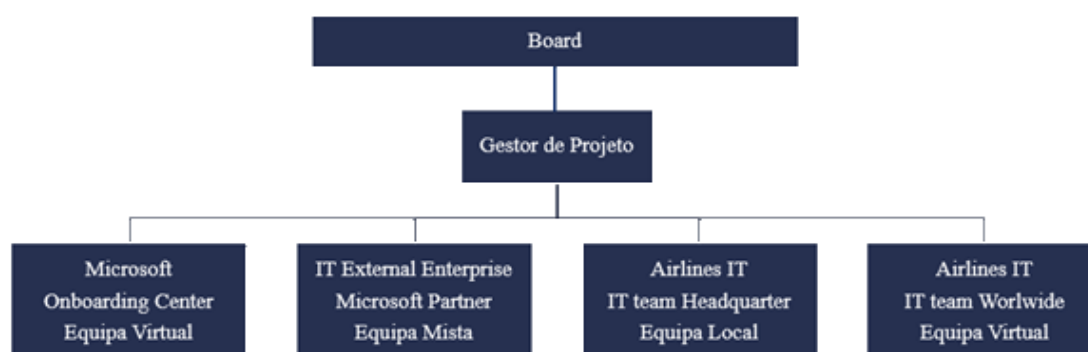 Board
Gestor de Projeto
Microsoft
Onboarding Center
Equipa Virtual
IT External Enterprise
Microsoft Partner
Equipa Mista
Airlines IT
IT team Headquarter
Equipa Local
Airlines IT
IT team Worlwide
Equipa Virtual